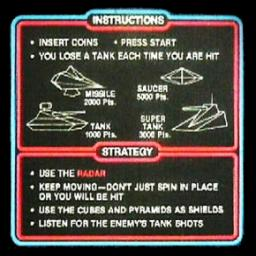 INSTRUCTIONS
• INSERT COINS • PRESS START
• YOU LOSE A TANK EACH TIME YOU ARE HIT
MISSILE
2000 Pts.
SAUCER
5000 Pts.
TANK
1000 Pts.
SUPER
TANK
3000 Pts.
STRATEGY
• USE THE RADAR
• KEEP MOVING—DON'T JUST SPIN IN PLACE
OR YOU WILL BE HIT
• USE THE CUBES AND PYRAMIDS AS SHIELDS
• LISTEN FOR THE ENEMY'S TANK SHOTS